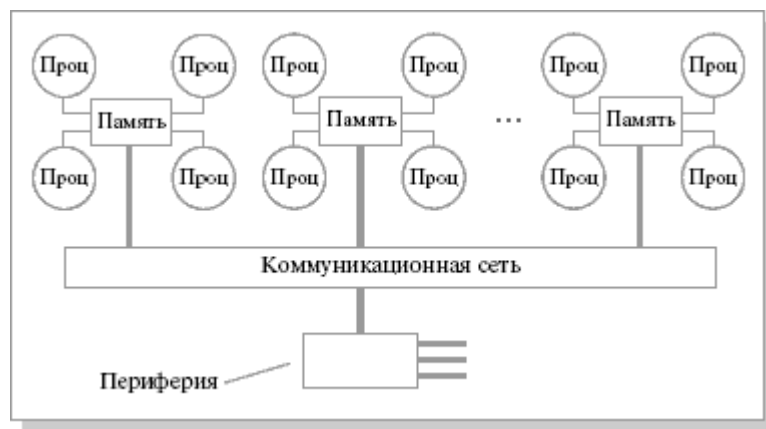 Проц Проц Проц Проц Проц Проц
Память Память ... Память
Проц Проц Проц Проц Проц Проц
Коммуникационная сеть
Периферия